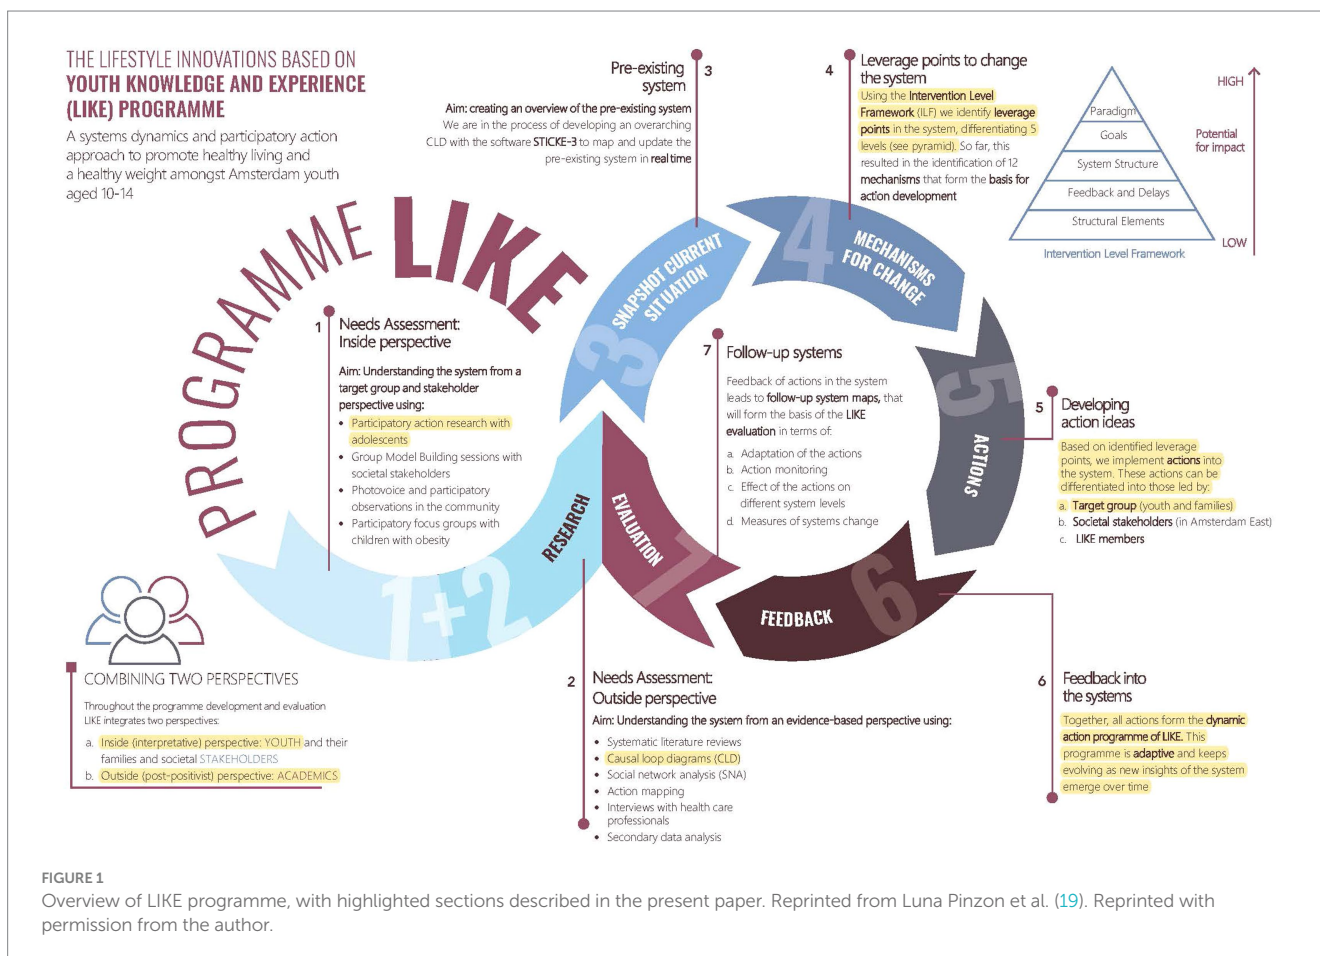 THE LIFESTYLE INNOVATIONS BASED ON
YOUTH KNOWLEDGE AND EXPERIENCE
(LIKE) PROGRAMME
A systems dynamics and participatory action
approach to promote healthy living and
a healthy weight amongst Amsterdam youth
aged 10-14
PROGRAMME LIKE
1
Needs Assessment:
Inside perspective
Aim: Understanding the system from a
target group and stakeholder
perspective using:
• Participatory action research with
adolescents
• Group Model Building sessions with
societal stakeholders
• Photovoice and participatory
observations in the community
• Participatory focus groups with
children with obesity
1+2
RESEARCH
2
Needs Assessment:
Outside perspective
Aim: Understanding the system from an evidence-based perspective using:
• Systematic literature reviews
• Causal loop diagrams (CLD)
• Social network analysis (SNA)
• Action mapping
• Interviews with health care
professionals
• Secondary data analysis
Pre-existing
system
3
Aim: creating an overview of the pre-existing system
We are in the process of developing an overarching
CLD with the software STICKE-3 to map and update the
pre-existing system in real time
3
SNAPSHOT CURRENT
SITUATION
4
Leverage points to change
the system
Using the Intervention Level
Framework (ILF) we identify leverage
points in the system, differentiating 5
levels (see pyramid). So far, this
resulted in the identification of 12
mechanisms that form the basis for
action development
4
MECHANISMS
FOR CHANGE
Paradigm
Goals
System Structure
Feedback and Delays
Structural Elements
Intervention Level Framework
HIGH
Potential
for impact
LOW
5
ACTIONS
5
Developing
action ideas
Based on identified leverage
points, we implement actions into
the system. These actions can be
differentiated into those led by:
a. Target group (youth and families)
b. Societal stakeholders (in Amsterdam East)
c. LIKE members
6
FEEDBACK
6
Feedback into
the systems
Together, all actions form the dynamic
action programme of LIKE. This
programme is adaptive and keeps
evolving as new insights of the system
emerge over time
7
EVALUATION
7
Follow-up systems
Feedback of actions in the system
leads to follow-up system maps, that
will form the basis of the LIKE
evaluation in terms of:
a. Adaptation of the actions
b. Action monitoring
c. Effect of the actions on
different system levels
d. Measures of systems change
COMBINING TWO PERSPECTIVES
Throughout the programme development and evaluation
LIKE integrates two perspectives:
a. Inside (interpretative) perspective: YOUTH and their
families and societal STAKEHOLDERS
b. Outside (post-positivist) perspective: ACADEMICS
FIGURE 1
Overview of LIKE programme, with highlighted sections described in the present paper. Reprinted from Luna Pinzon et al. (19). Reprinted with
permission from the author.